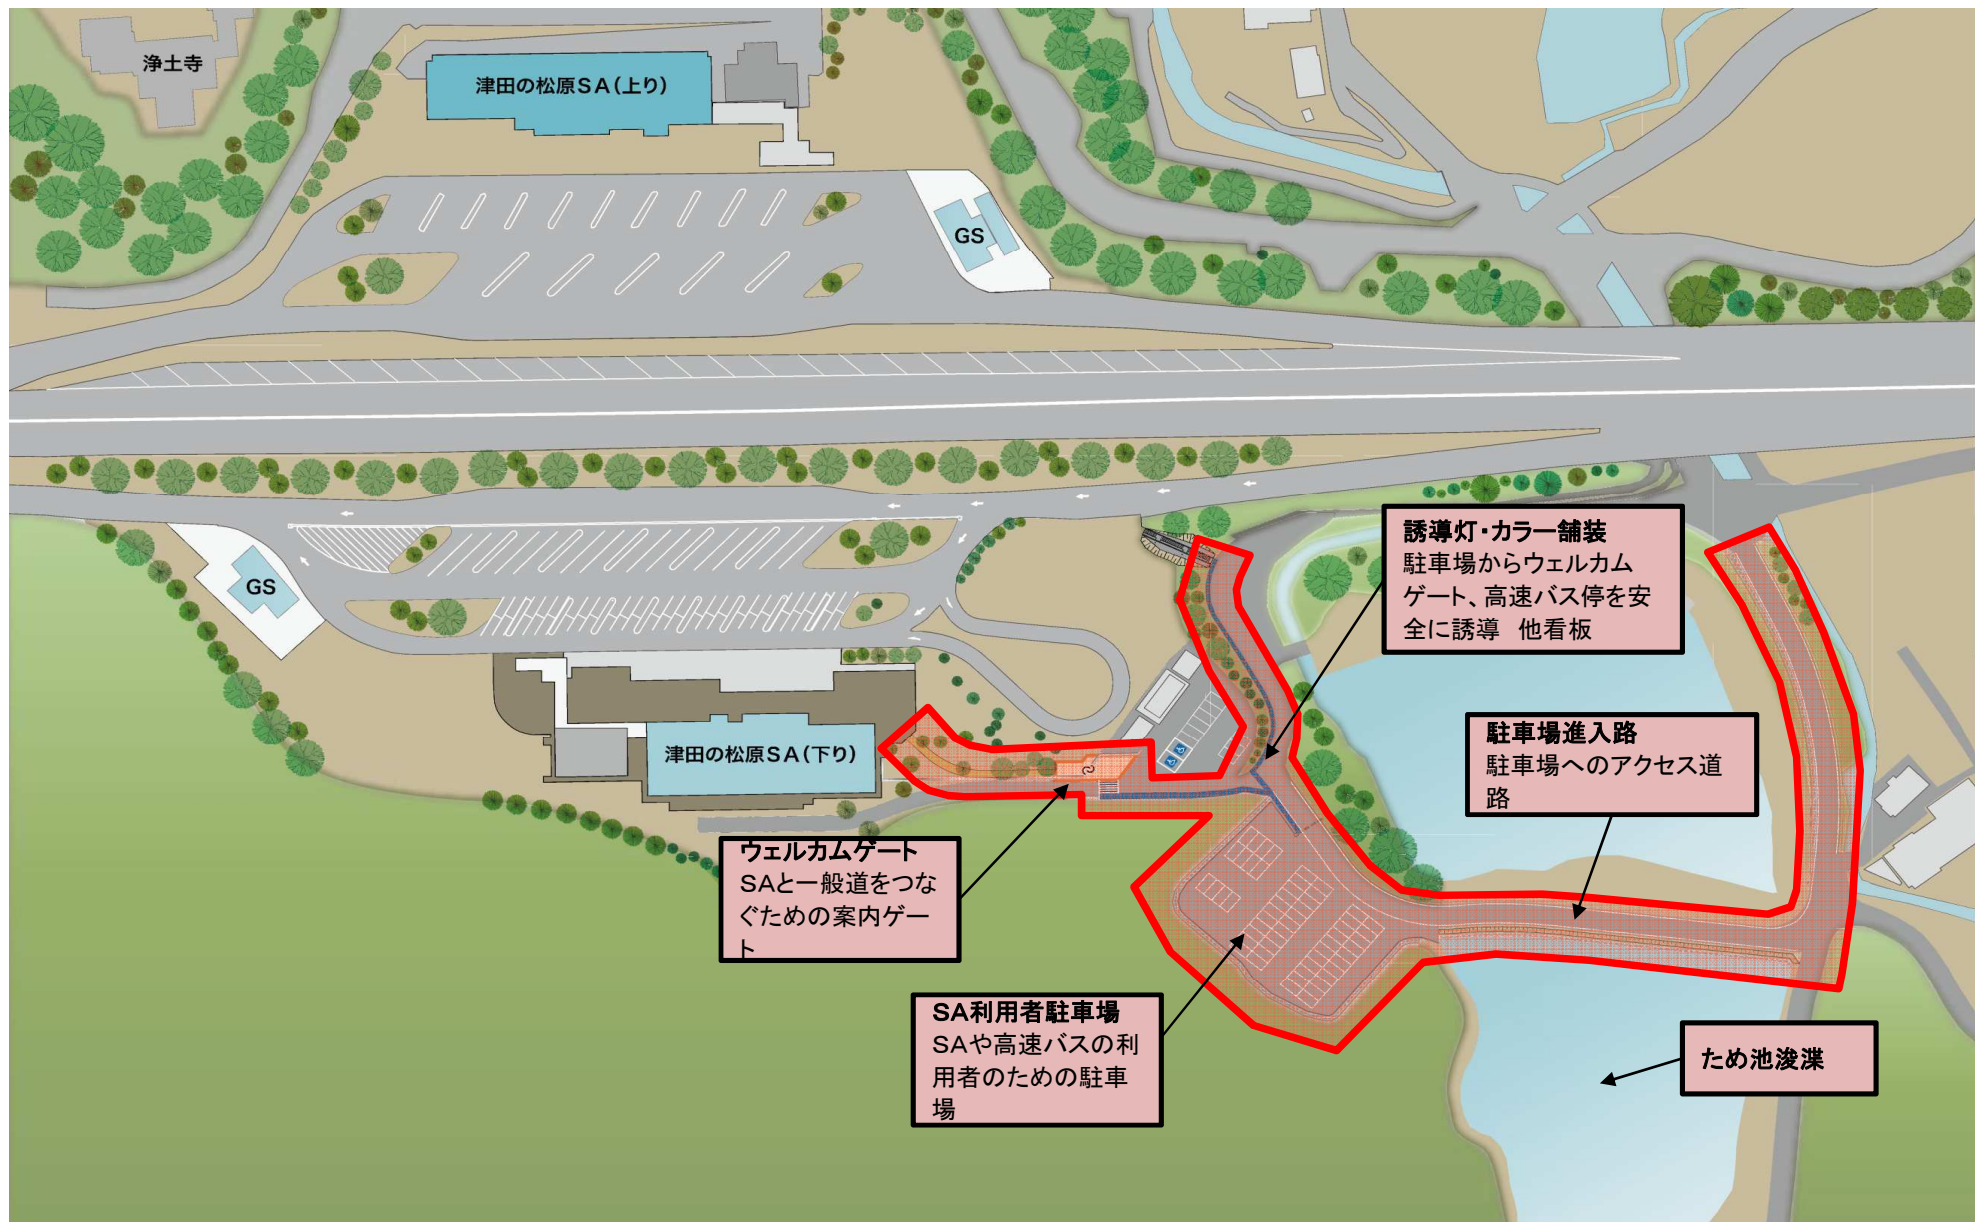 浄土寺
津田の松原SA(上り)
GS
GS
津田の松原SA(下り)
誘導灯・カラー舗装
駐車場からウェルカム
ゲート、高速バス停を安
全に誘導　他看板
駐車場進入路
駐車場へのアクセス道
路
ウェルカムゲート
SAと一般道をつな
ぐための案内ゲー
ト
SA利用者駐車場
SAや高速バスの利
用者のための駐車
場
ため池浚渫